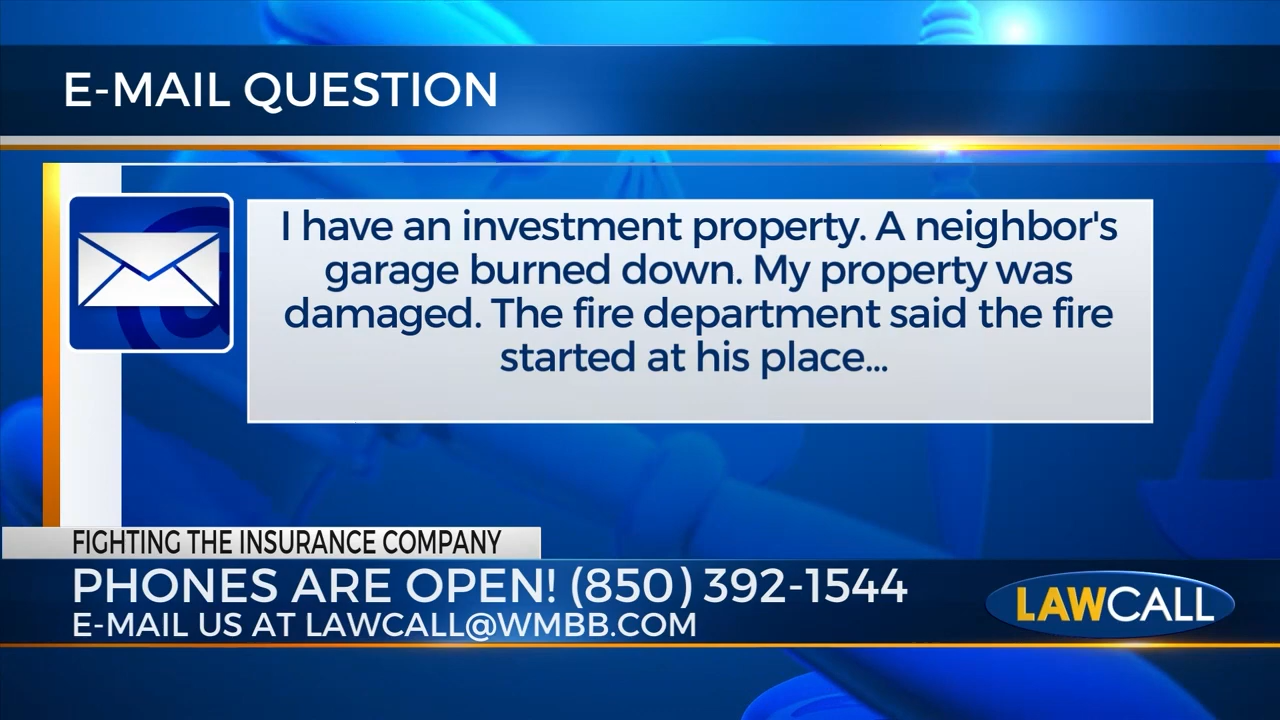 E-MAIL QUESTION
I have an investment property. A neighbor's
garage burned down. My property was
damaged. The fire department said the fire
started at his place...
@
FIGHTING THE INSURANCE COMPANY
PHONES ARE OPEN! (850) 392-1544
E-MAIL US AT LAWCALL@WMBB.COM
LAWCALL